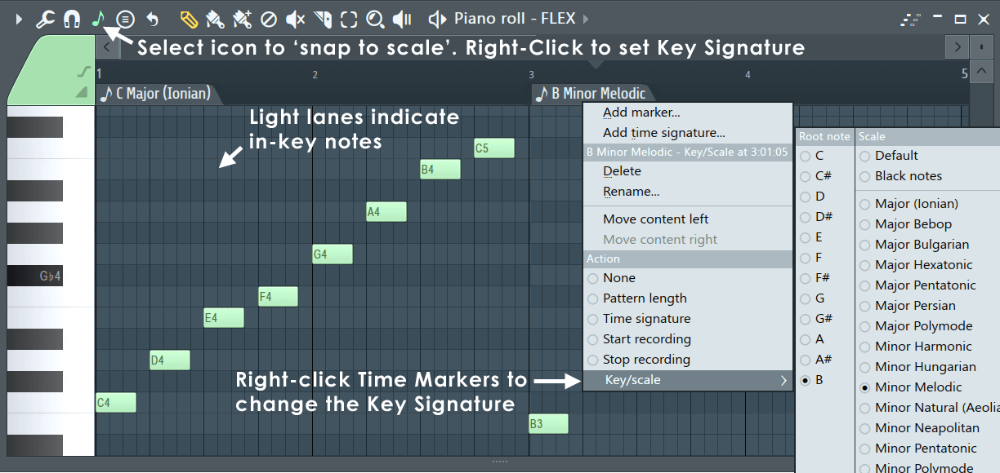 Piano roll - FLEX
Select icon to ‘snap to scale’. Right-Click to set Key Signature
1 2 3 4 5
C Major (Ionian)
B Minor Melodic
Light lanes indicate
in-key notes
C5
B4
A4
G4
G♭4
F4
E4
D4
C4
B3
Right-click Time Markers to
change the Key Signature
Add marker...
Add time signature...
B Minor Melodic - Key/Scale at 3:01:05
Delete
Rename...
Move content left
Move content right
Action
None
Pattern length
Time signature
Start recording
Stop recording
Key/scale
Root note
C
C#
D
D#
E
F
F#
G
G#
A
A#
B
Scale
Default
Black notes
Major (Ionian)
Major Bebop
Major Bulgarian
Major Hexatonic
Major Pentatonic
Major Persian
Major Polymode
Minor Harmonic
Minor Hungarian
Minor Melodic
Minor Natural (Aeolia
Minor Neapolitan
Minor Pentatonic
Minor Polymode